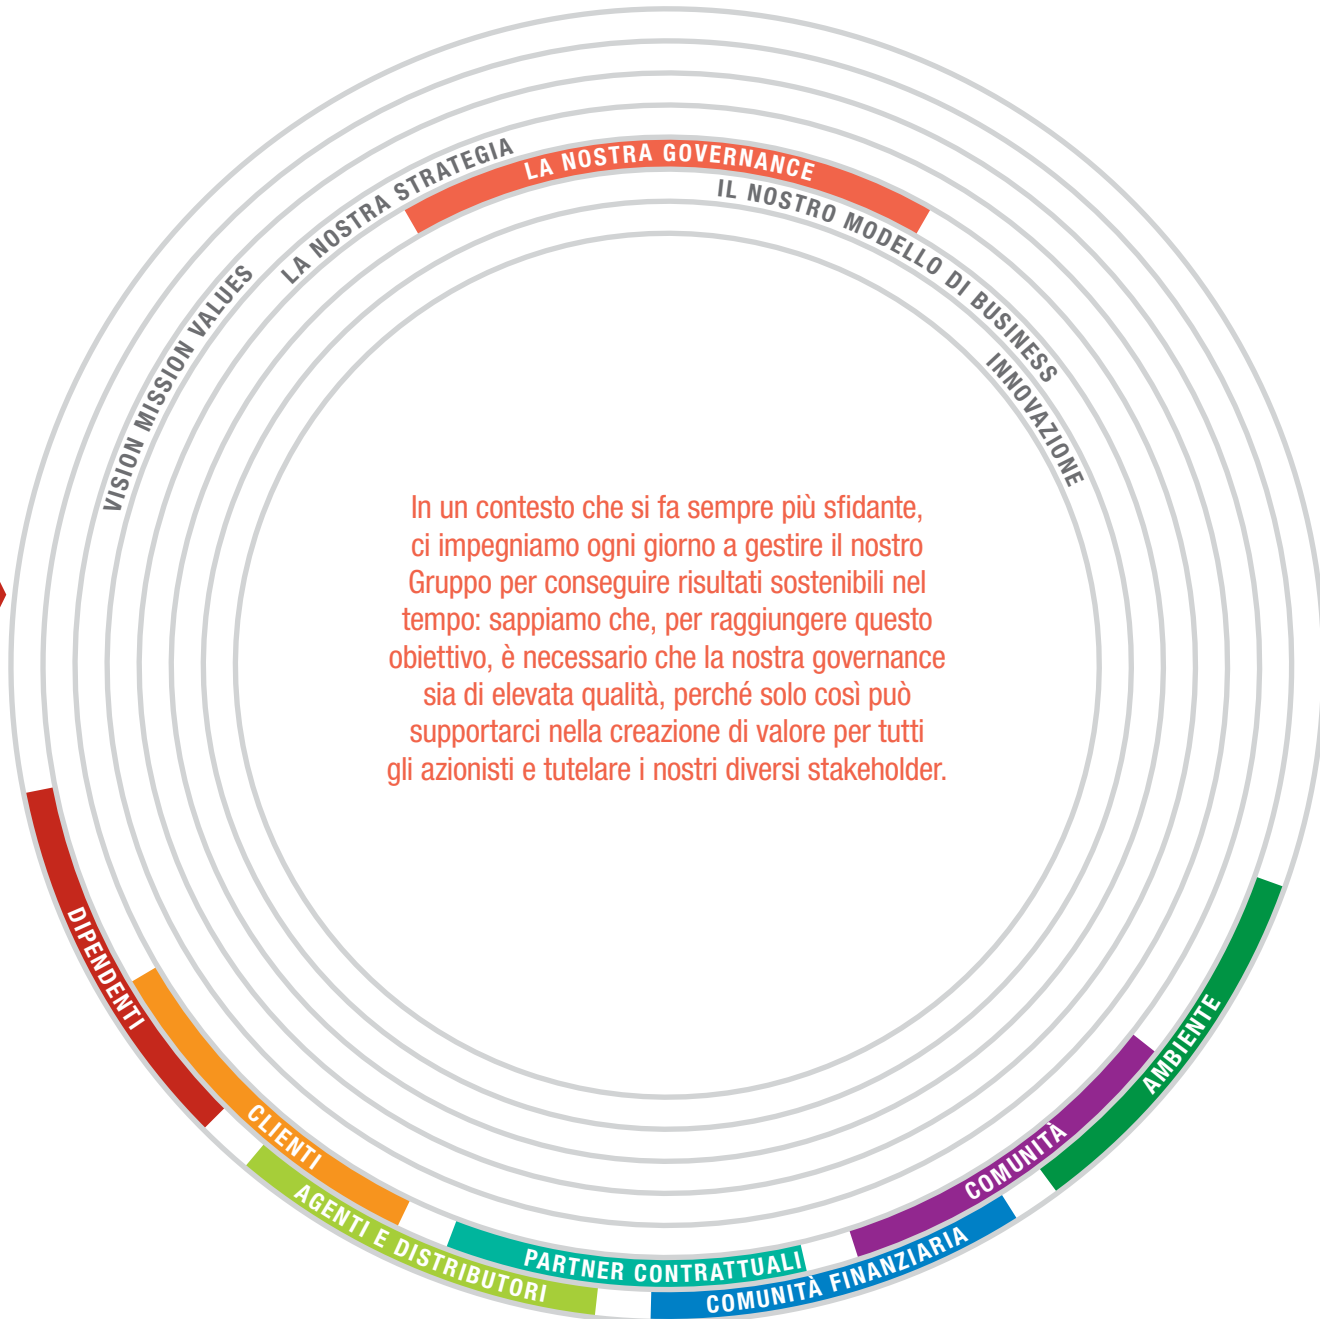 VISION MISSION VALUES
LA NOSTRA STRATEGIA
LA NOSTRA GOVERNANCE
IL NOSTRO MODELLO DI BUSINESS
INNOVAZIONE
In un contesto che si fa sempre più sfidante,
ci impegniamo ogni giorno a gestire il nostro
Gruppo per conseguire risultati sostenibili nel
tempo: sappiamo che, per raggiungere questo
obiettivo, è necessario che la nostra governance
sia di elevata qualità, perché solo così può
supportarci nella creazione di valore per tutti
gli azionisti e tutelare i nostri diversi stakeholder.
DIPENDENTI
CLIENTI
AGENTI E DISTRIBUTORI
PARTNER CONTRATTUALI
COMUNITÀ FINANZIARIA
COMUNITÀ
AMBIENTE